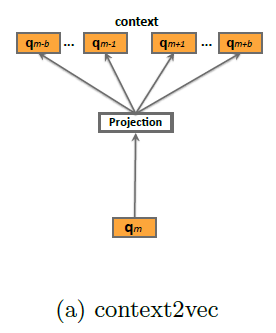 context
qm-b ... qm-1 qm+1 ... qm+b
Projection
qm
(a) context2vec